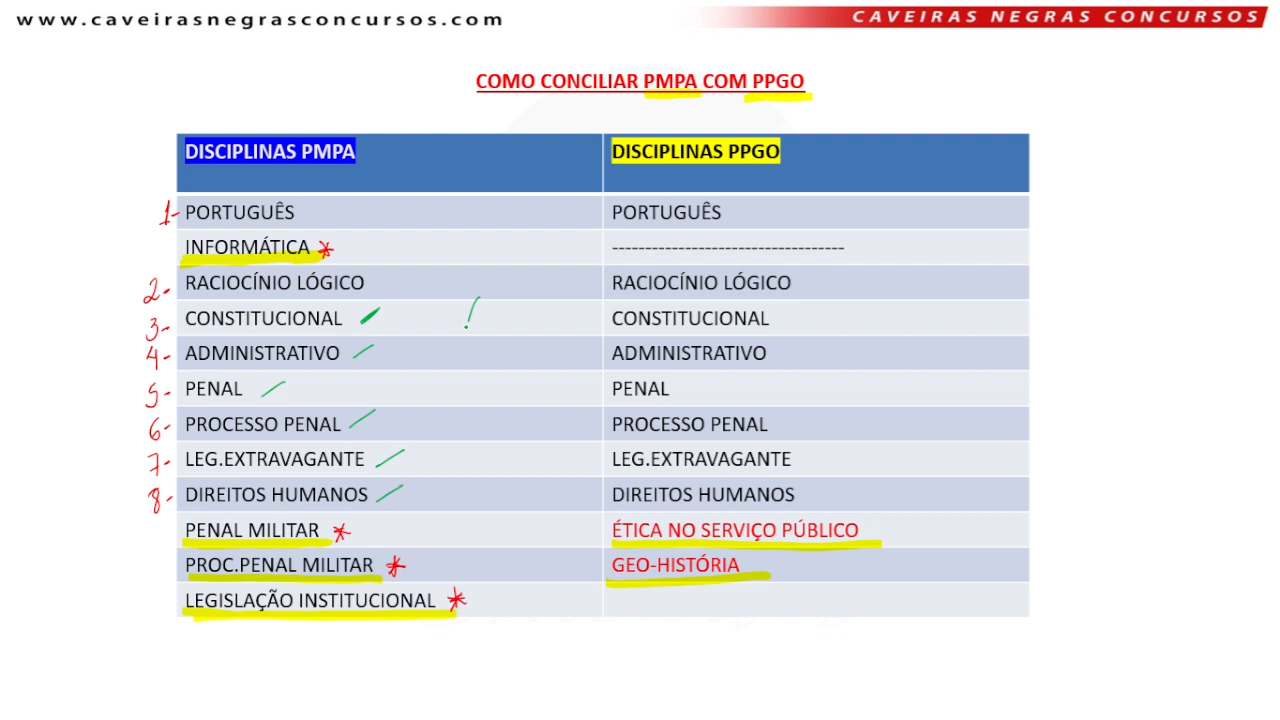 www.caveirasnegrasconcursos.com
CAVEIRAS NEGRAS CONCURSOS
COMO CONCILIAR PMPA COM PPGO
DISCIPLINAS PMPA DISCIPLINAS PPGO
1- PORTUGUÊS PORTUGUÊS
INFORMÁTICA * -----------------------------------
2- RACIOCÍNIO LÓGICO RACIOCÍNIO LÓGICO
3- CONSTITUCIONAL ! CONSTITUCIONAL
4- ADMINISTRATIVO ADMINISTRATIVO
5- PENAL PENAL
6- PROCESSO PENAL PROCESSO PENAL
7- LEG.EXTRAVAGANTE LEG.EXTRAVAGANTE
8- DIREITOS HUMANOS DIREITOS HUMANOS
PENAL MILITAR * ÉTICA NO SERVIÇO PÚBLICO
PROC.PENAL MILITAR * GEO-HISTÓRIA
LEGISLAÇÃO INSTITUCIONAL *